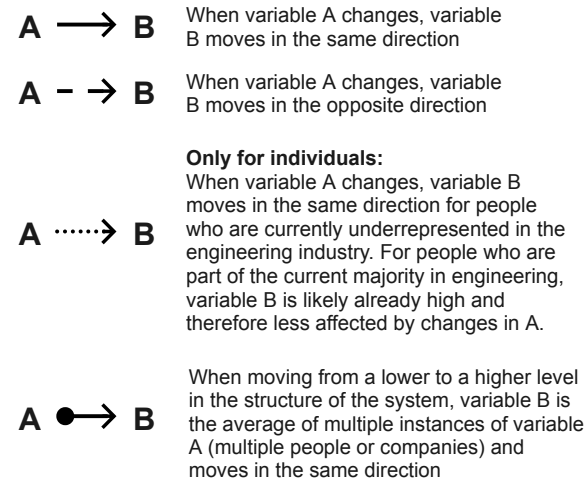 A B When variable A changes, variable
B moves in the same direction
A B When variable A changes, variable
B moves in the opposite direction
Only for individuals:
When variable A changes, variable B
moves in the same direction for people
who are currently underrepresented in the
engineering industry. For people who are
A B part of the current majority in engineering,
variable B is likely already high and
therefore less affected by changes in A.
When moving from a lower to a higher level
in the structure of the system, variable B is
A B the average of multiple instances of variable
A (multiple people or companies) and
moves in the same direction